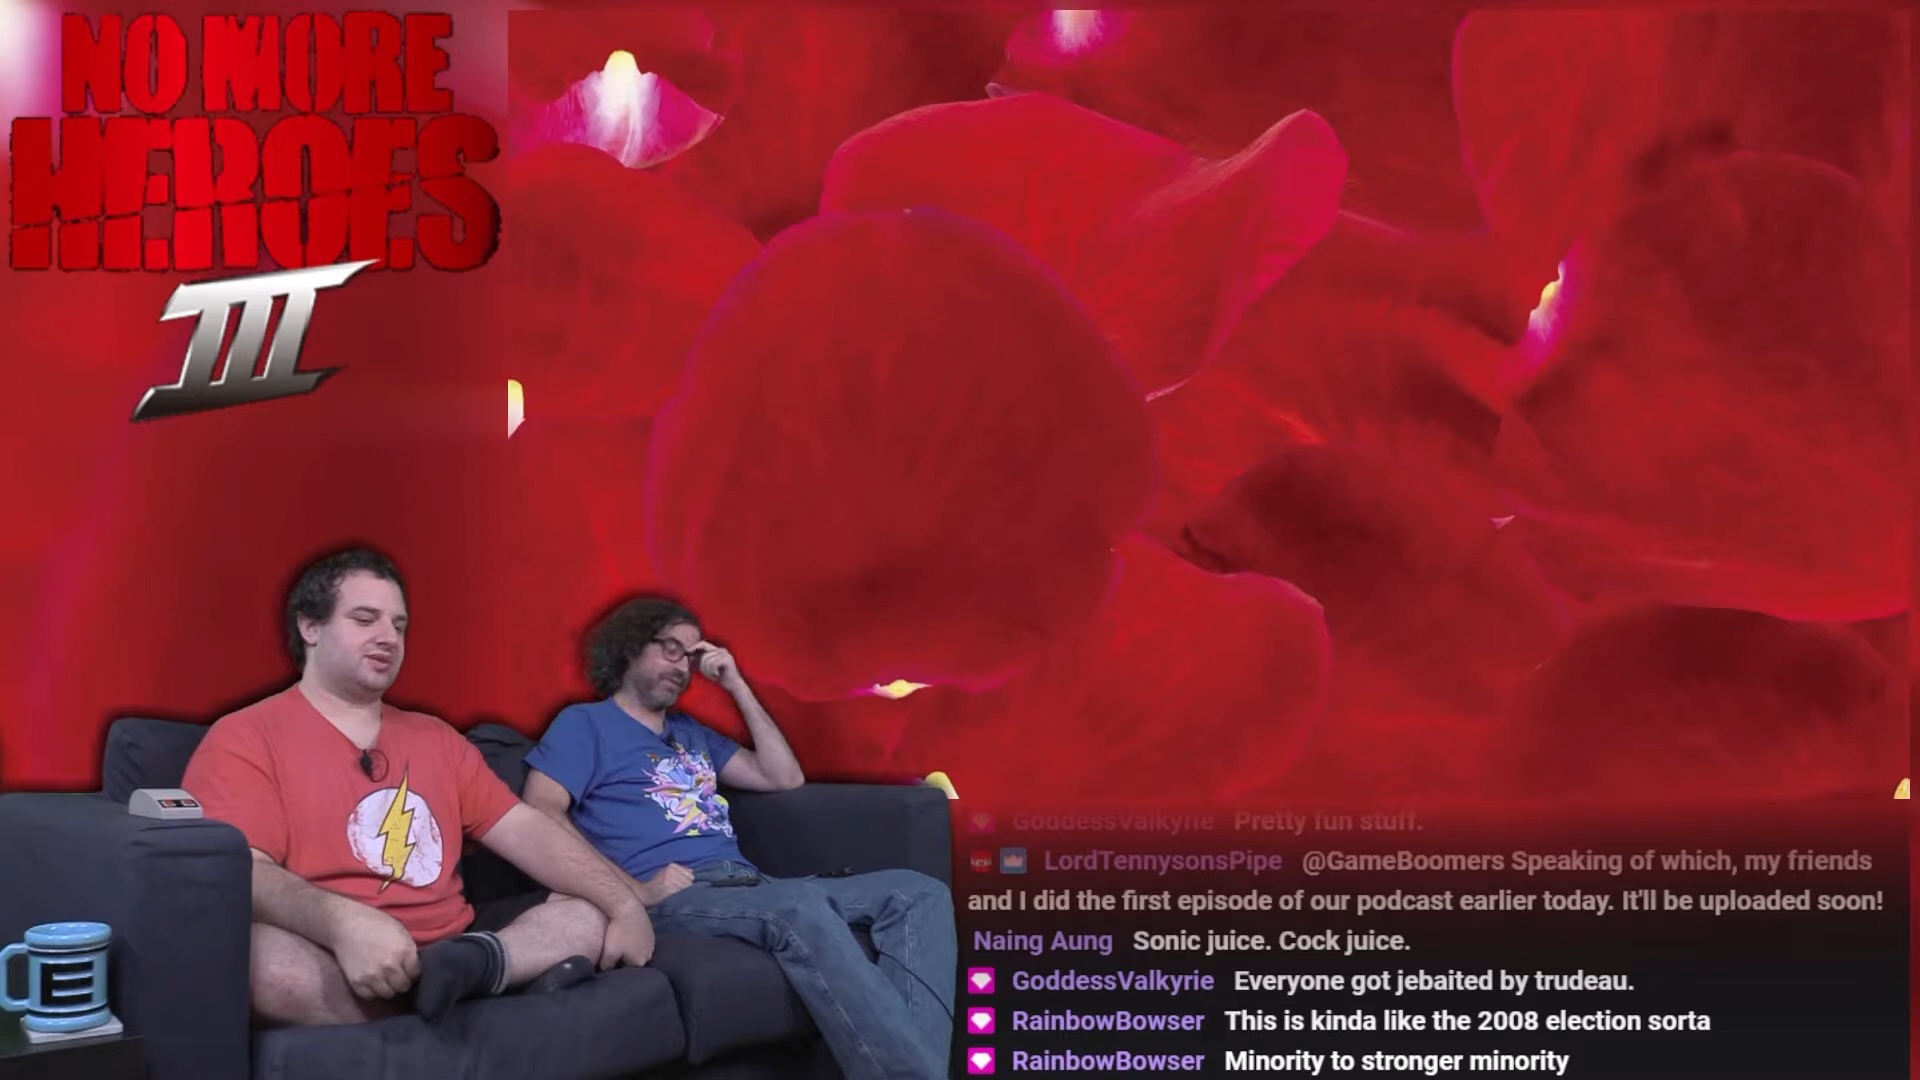 NO MORE
HEROES
III
GoddessValkyrie Pretty fun stuff.
LordTennysonsPipe @GameBoomers Speaking of which, my friends
and I did the first episode of our podcast earlier today. It'll be uploaded soon!
Naing Aung Sonic juice. Cock juice.
GoddessValkyrie Everyone got jebaited by trudeau.
RainbowBowser This is kinda like the 2008 election sorta
RainbowBowser Minority to stronger minority
E